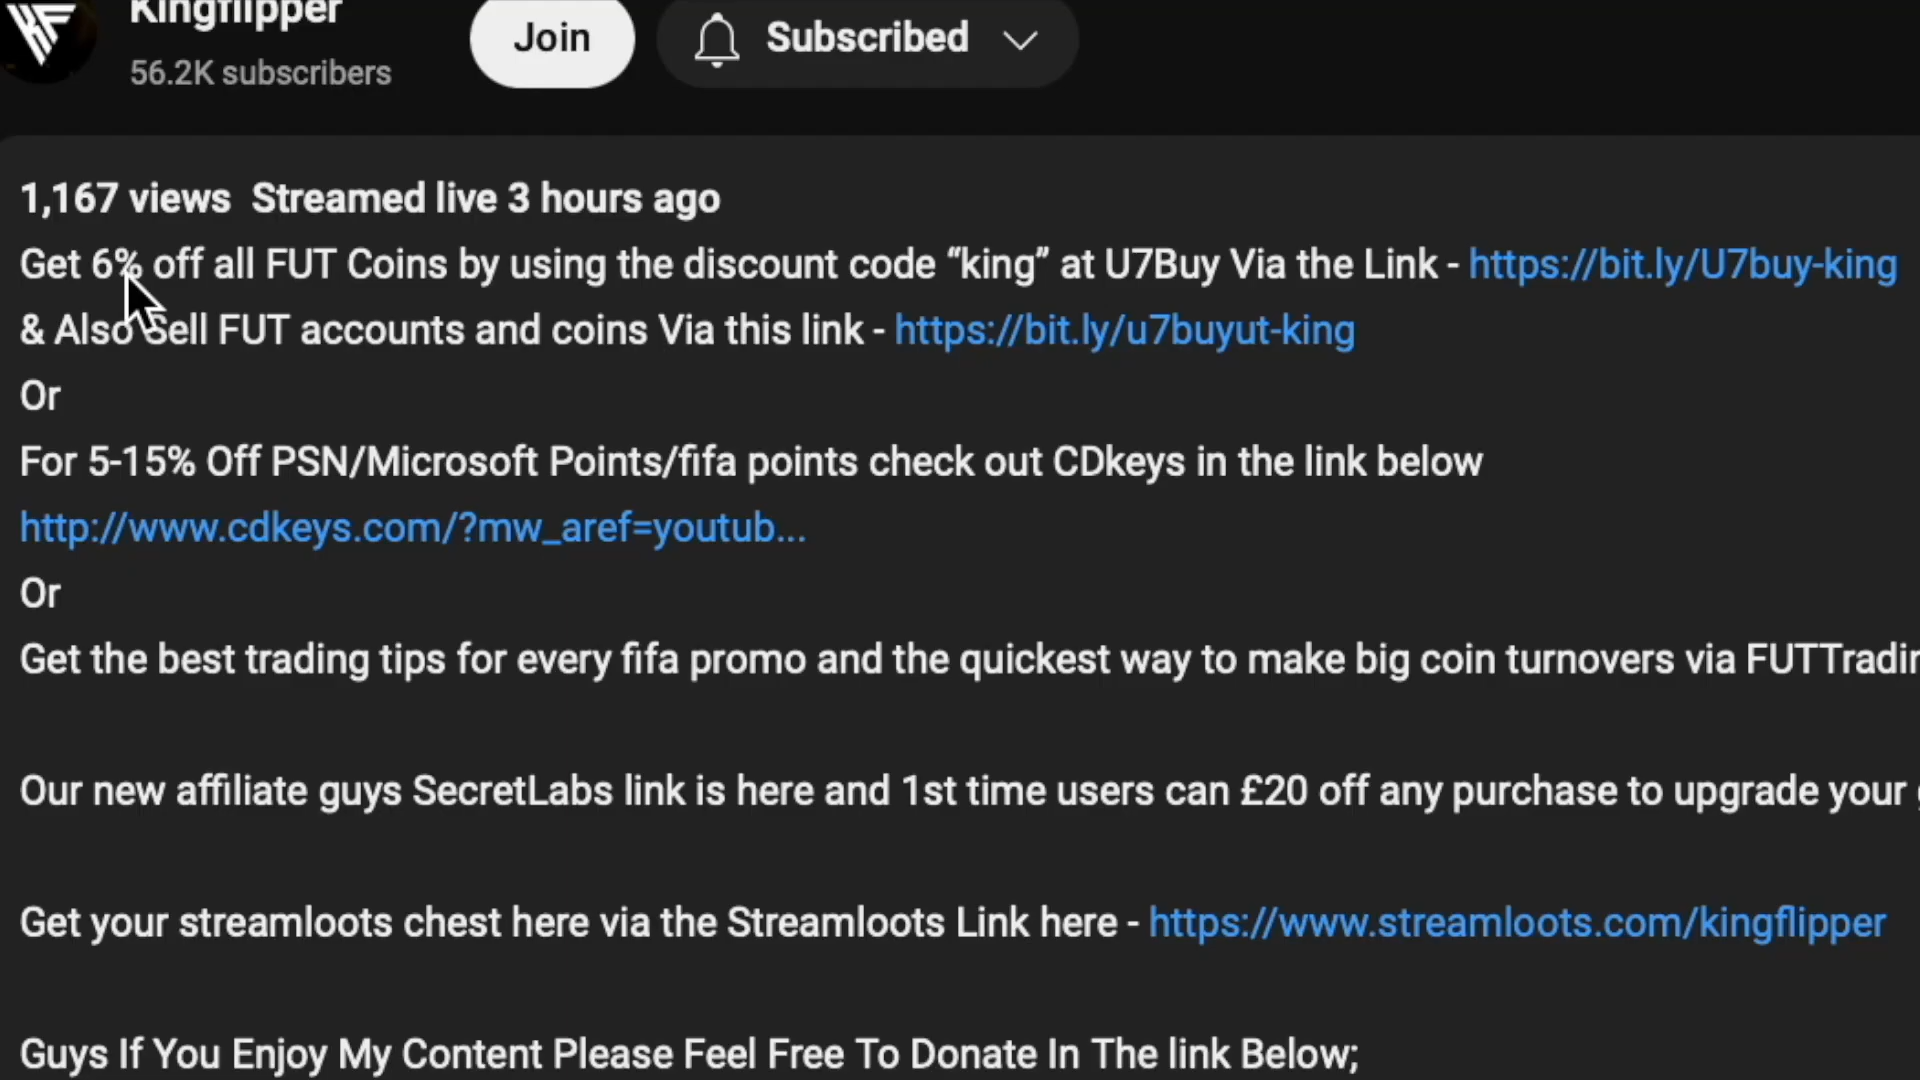 Kingflipper
56.2K subscribers
Join
Subscribed
1,167 views Streamed live 3 hours ago
Get 6% off all FUT Coins by using the discount code “king” at U7Buy Via the Link - https://bit.ly/U7buy-king
& Also Sell FUT accounts and coins Via this link - https://bit.ly/u7buyut-king
Or
For 5-15% Off PSN/Microsoft Points/fifa points check out CDkeys in the link below
http://www.cdkeys.com/?mw_aref=youtub...
Or
Get the best trading tips for every fifa promo and the quickest way to make big coin turnovers via
Our new affiliate guys SecretLabs link is here and 1st time users can £20 off any purchase to upgrade your
Get your streamloots chest here via the Streamloots Link here - https://www.streamloots.com/kingflipper
Guys If You Enjoy My Content Please Feel Free To Donate In The link Below;